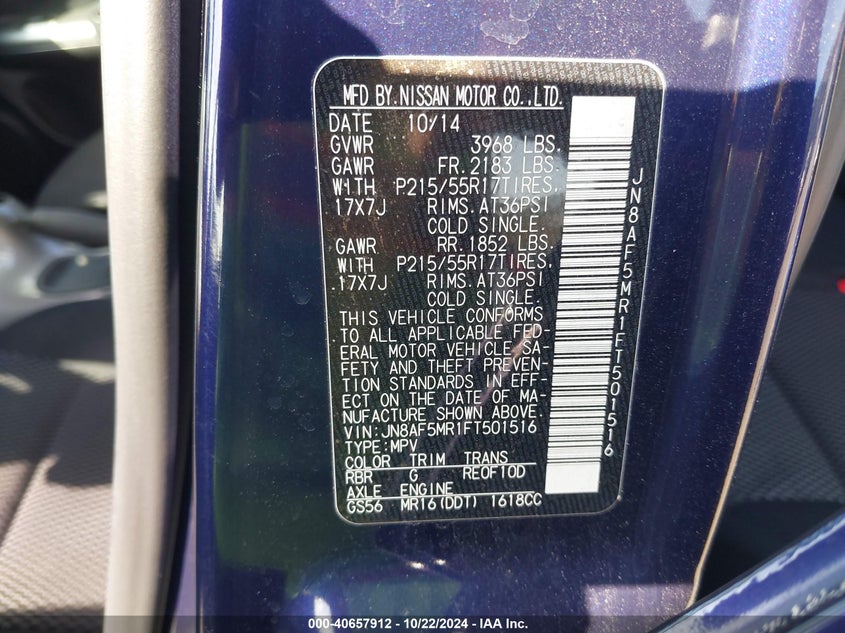 MFD BY.NISSAN MOTOR CO.,LTD.
DATE 10/14
GVWR 3968 LBS.
GAWR FR.2183 LBS.
WITH P215/55R17TIRES,
17X7J RIMS.AT36PSI
COLD SINGLE.
GAWR RR.1852 LBS.
WITH P215/55R17TIRES,
17X7J RIMS.AT36PSI
COLD SINGLE.
THIS VEHICLE CONFORMS
TO ALL APPLICABLE FED-
ERAL MOTOR VEHICLE SA-
FETY AND THEFT PREVEN-
TION STANDARDS IN EFF-
ECT ON THE DATE OF MA-
NUFACTURE SHOWN ABOVE.
VIN:JN8AF5MR1FT501516
TYPE:MPV
COLOR TRIM TRANS
RBR G RE0F10D
AXLE ENGINE
GS56 MR16(DDT) 1618CC
JN8AF5MR1FT501516
000-40657912 - 10/22/2024 - IAA Inc.